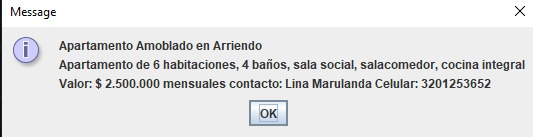 Message
Apartamento Amoblado en Arriendo
Apartamento de 6 habitaciones, 4 baños, sala social, salacomedor, cocina integral
Valor: $ 2.500.000 mensuales contacto: Lina Marulanda Celular: 3201253652
OK